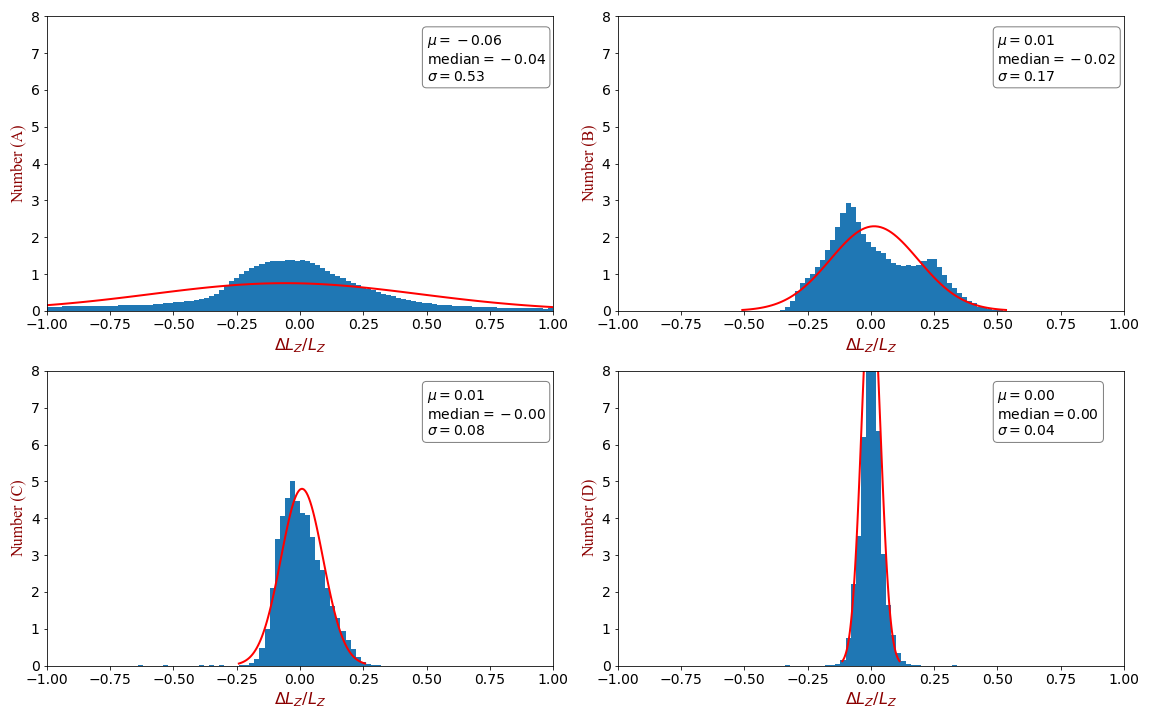 8
7
6
5
4
3
2
1
0
Number (A)
μ = −0.06
median = −0.04
σ = 0.53
−1.00 −0.75 −0.50 −0.25 0.00 0.25 0.50 0.75 1.00
ΔL_Z/L_Z
8
7
6
5
4
3
2
1
0
Number (B)
μ = 0.01
median = −0.02
σ = 0.17
−1.00 −0.75 −0.50 −0.25 0.00 0.25 0.50 0.75 1.00
ΔL_Z/L_Z
8
7
6
5
4
3
2
1
0
Number (C)
μ = 0.01
median = −0.00
σ = 0.08
−1.00 −0.75 −0.50 −0.25 0.00 0.25 0.50 0.75 1.00
ΔL_Z/L_Z
8
7
6
5
4
3
2
1
0
Number (D)
μ = 0.00
median = 0.00
σ = 0.04
−1.00 −0.75 −0.50 −0.25 0.00 0.25 0.50 0.75 1.00
ΔL_Z/L_Z